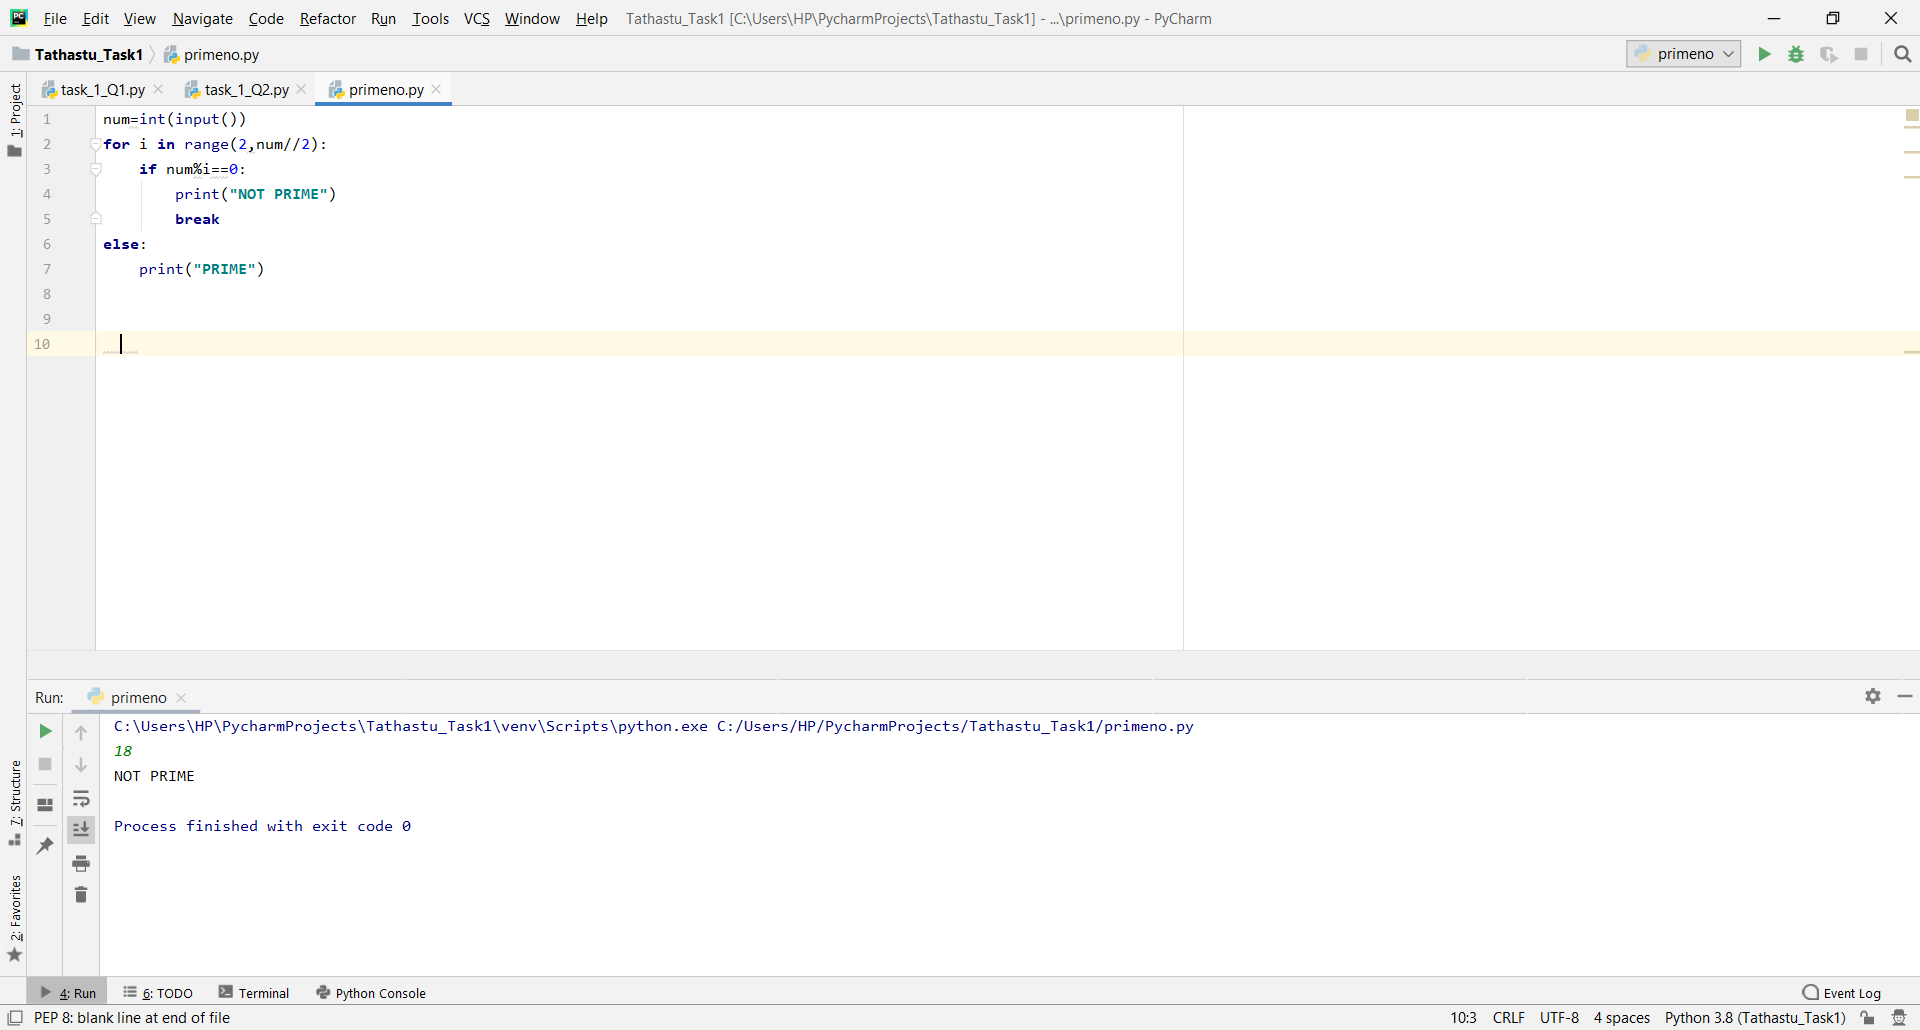 PC File Edit View Navigate Code Refactor Run Tools VCS Window Help Tathastu_Task1 [C:\Users\HP\PycharmProjects\Tathastu_Task1] - ...\primeno.py - PyCharm
Tathastu_Task1 primeno.py primeno
task_1_Q1.py task_1_Q2.py primeno.py
1: Project
1 num=int(input())
2 for i in range(2,num//2):
3     if num%i==0:
4         print("NOT PRIME")
5         break
6 else:
7     print("PRIME")
8
9
10
Run: primeno
C:\Users\HP\PycharmProjects\Tathastu_Task1\venv\Scripts\python.exe C:/Users/HP/PycharmProjects/Tathastu_Task1/primeno.py
18
NOT PRIME
Process finished with exit code 0
7: Structure
2: Favorites
4: Run 6: TODO Terminal Python Console Event Log
PEP 8: blank line at end of file 10:3 CRLF UTF-8 4 spaces Python 3.8 (Tathastu_Task1)